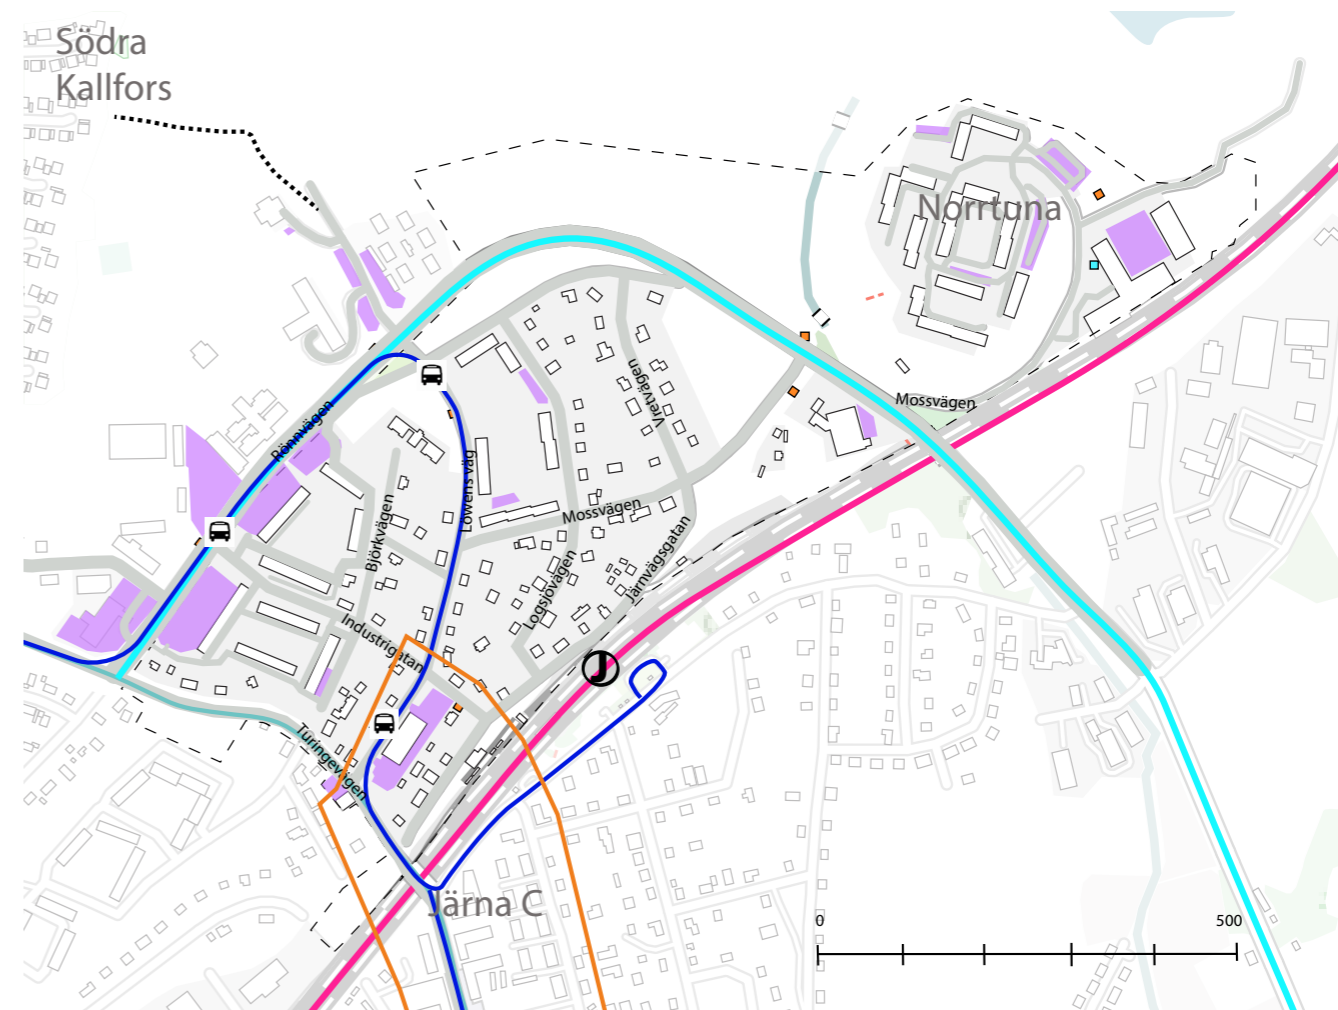 Södra
Kallfors
Norrtuna
Mossvägen
Vretvägen
Rönnvägen
Löwens väg
Mossvägen
Björkvägen
Logsjövägen
Järnvägsgatan
Industrigatan
J
Turingevägen
Järna C
0
500